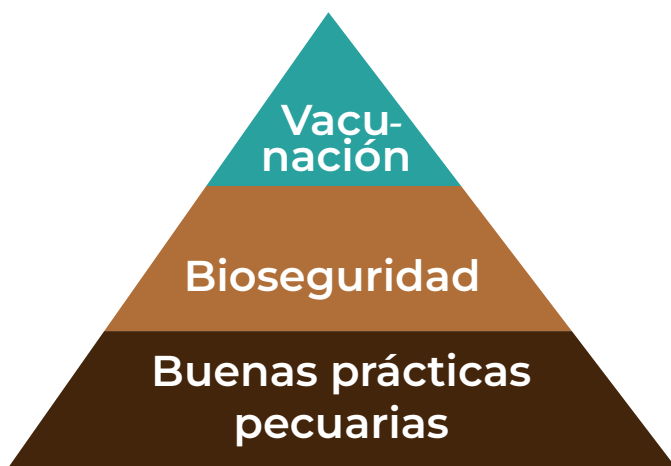 Vacu-
nación
Bioseguridad
Buenas prácticas
pecuarias